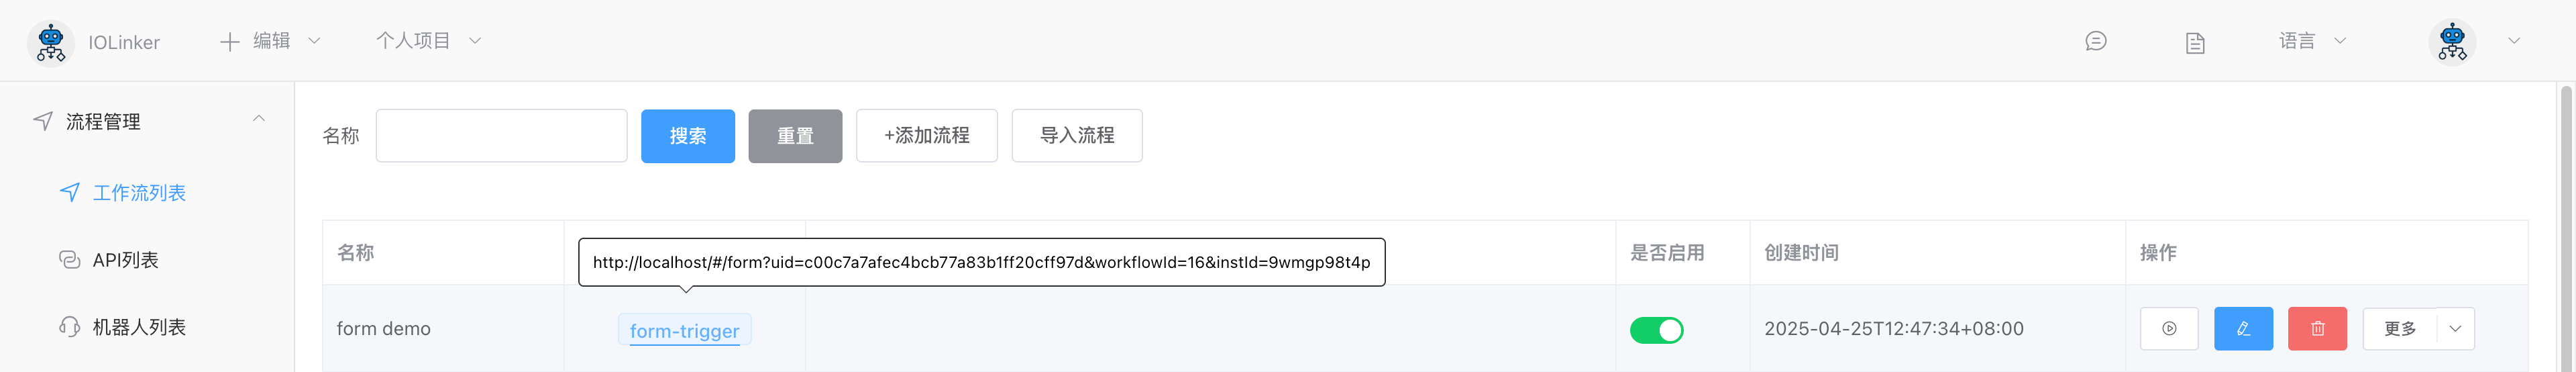 IOLinker
编辑
个人项目
语言
流程管理
工作流列表
API列表
机器人列表
名称
搜索
重置
+添加流程
导入流程
名称
http://localhost/#/form?uid=c00c7a7afec4bcb77a83b1ff20cff97d&workflowId=16&instId=9wmgp98t4p
是否启用
创建时间
操作
form demo
form-trigger
2025-04-25T12:47:34+08:00
更多